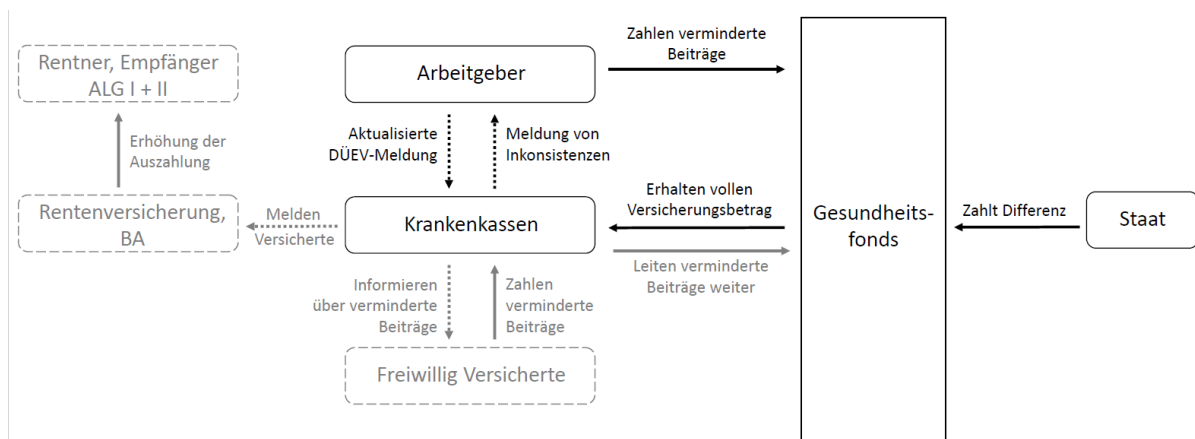 Rentner, Empfänger
ALG I + II
Arbeitgeber
Zahlen verminderte
Beiträge
Erhöhung der
Auszahlung
Aktualisierte
DÜEV-Meldung
Meldung von
Inkonsistenzen
Rentenversicherung,
BA
Melden
Versicherte
Krankenkassen
Erhalten vollen
Versicherungsbetrag
Leiten verminderte
Beiträge weiter
Gesundheits-
fonds
Zahlt Differenz
Staat
Informieren
über verminderte
Beiträge
Zahlen
verminderte
Beiträge
Freiwillig Versicherte